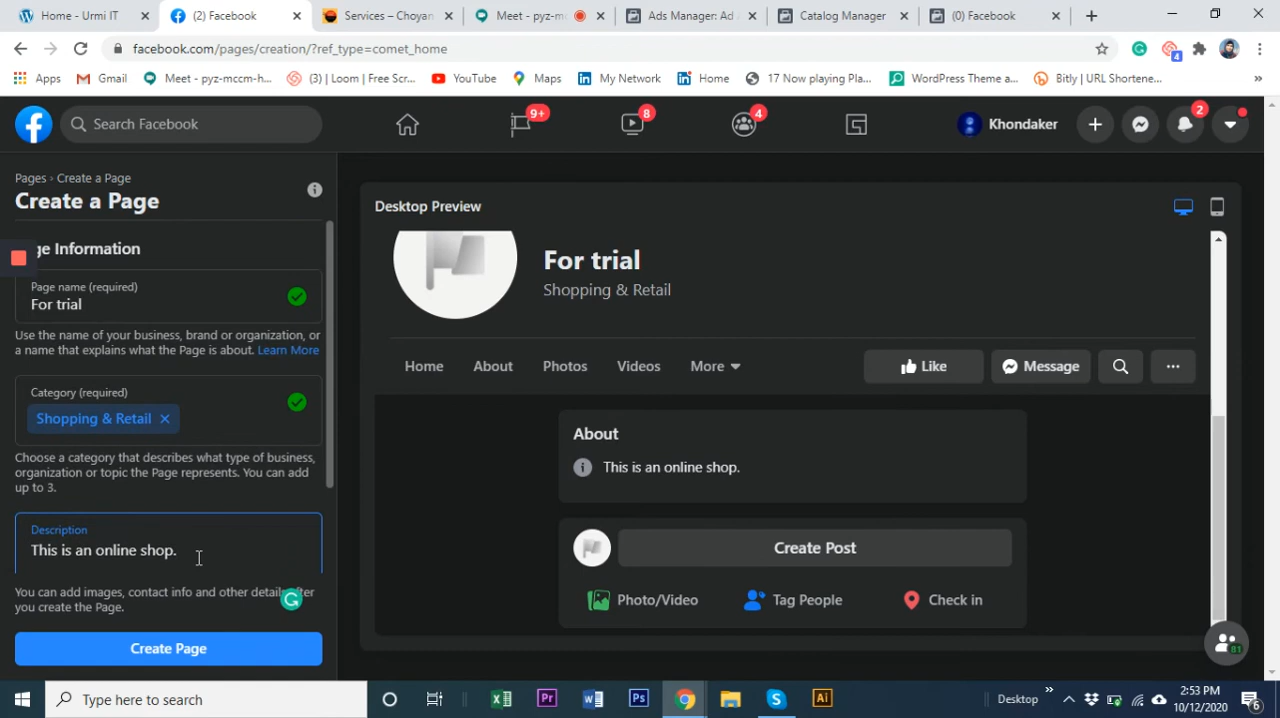 Home - Urmi IT
(2) Facebook
Services – Choyan
Meet - pyz-mc
Ads Manager: Ad
Catalog Manager
(0) Facebook
facebook.com/pages/creation/?ref_type=comet_home
4
Apps
Gmail
Meet - pyz-mccm-h...
(3) | Loom | Free Scr...
YouTube
Maps
My Network
Home
17 Now playing Pla...
WordPress Theme a...
Bitly | URL Shortene...
Search Facebook
9+
8
4
Khondaker
2
Pages › Create a Page
Create a Page
ge Information
Page name (required)
For trial
Use the name of your business, brand or organization, or
a name that explains what the Page is about. Learn More
Category (required)
Shopping & Retail
Choose a category that describes what type of business,
organization or topic the Page represents. You can add
up to 3.
Description
This is an online shop.
You can add images, contact info and other details after
you create the Page.
Create Page
Desktop Preview
For trial
Shopping & Retail
Home
About
Photos
Videos
More
Like
Message
About
This is an online shop.
Create Post
Photo/Video
Tag People
Check in
81
Type here to search
Desktop
2:53 PM
10/12/2020
6